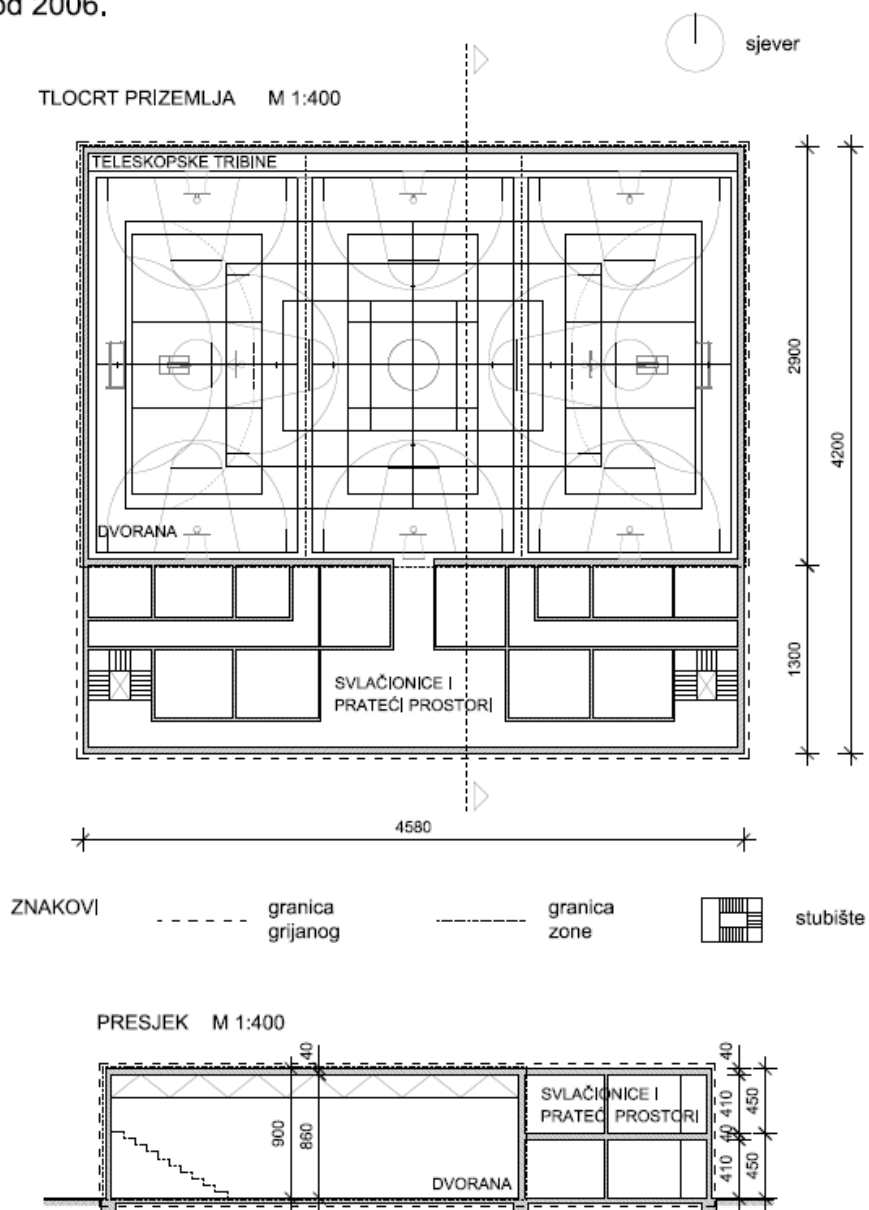 od 2006.
sjever
TLOCRT PRIZEMLJA M 1:400
TELESKOPSKE TRIBINE
DVORANA
2900
4200
1300
SVLAČIONICE I
PRATEĆI PROSTORI
4580
ZNAKOVI
granica
grijanog
granica
zone
stubište
PRESJEK M 1:400
40
900
860
DVORANA
SVLAČIONICE I
PRATEĆ PROSTORI
40
410
450
40
410
450